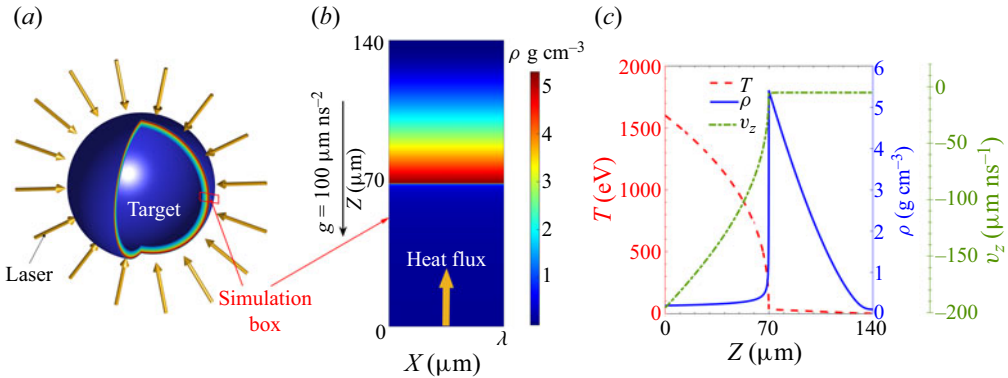 (a)
Target
Laser
Simulation
box
(b)
ρ g cm–3
140
70
0
g = 100 μm ns–2
Z (μm)
Heat flux
X (μm)
λ
5
4
3
2
1
(c)
2000
1500
1000
500
0
T (eV)
T
ρ
vz
6
5
4
3
2
1
0
ρ (g cm–3)
0
–50
–100
–150
–200
vz (μm ns–1)
0
70
140
Z (μm)